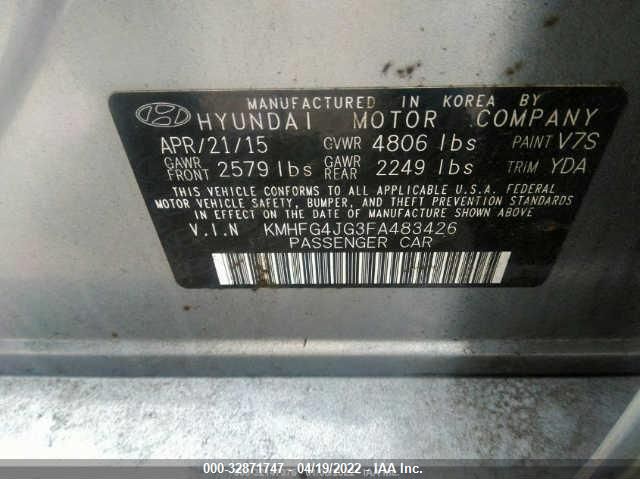 MANUFACTURED IN KOREA BY
HYUNDAI MOTOR COMPANY
APR/21/15 GVWR 4806 lbs PAINT V7S
GAWR FRONT 2579 lbs GAWR REAR 2249 lbs TRIM YDA
THIS VEHICLE CONFORMS TO ALL APPLICABLE U.S.A. FEDERAL
MOTOR VEHICLE SAFETY, BUMPER, AND THEFT PREVENTION STANDARDS
IN EFFECT ON THE DATE OF MANUFACTURE SHOWN ABOVE
V.I.N KMHFG4JG3FA483426
PASSENGER CAR
000-32871747 - 04/19/2022 - IAA Inc.